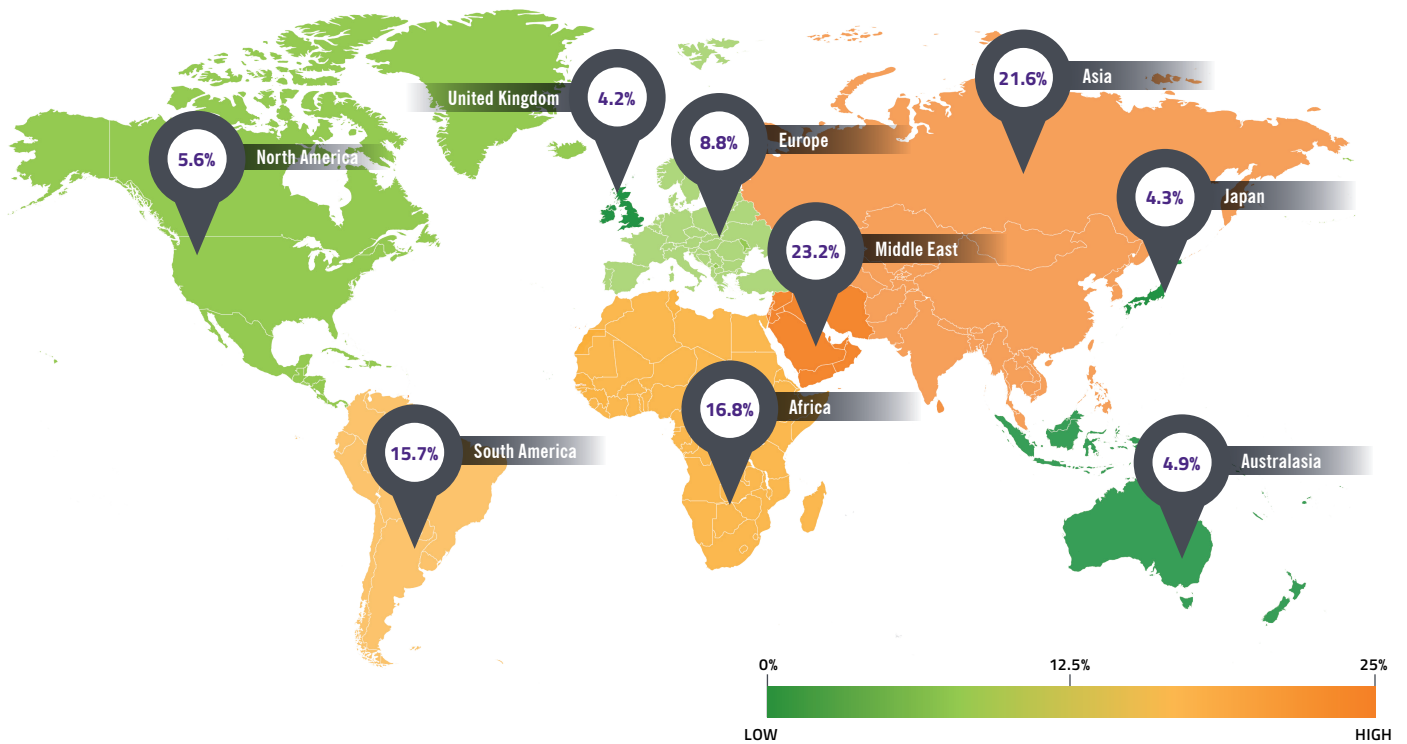 21.6%
Asia
United Kingdom
4.2%
8.8%
Europe
5.6%
North America
4.3%
Japan
23.2%
Middle East
16.8%
Africa
15.7%
South America
4.9%
Australasia
0%
12.5%
25%
LOW
HIGH